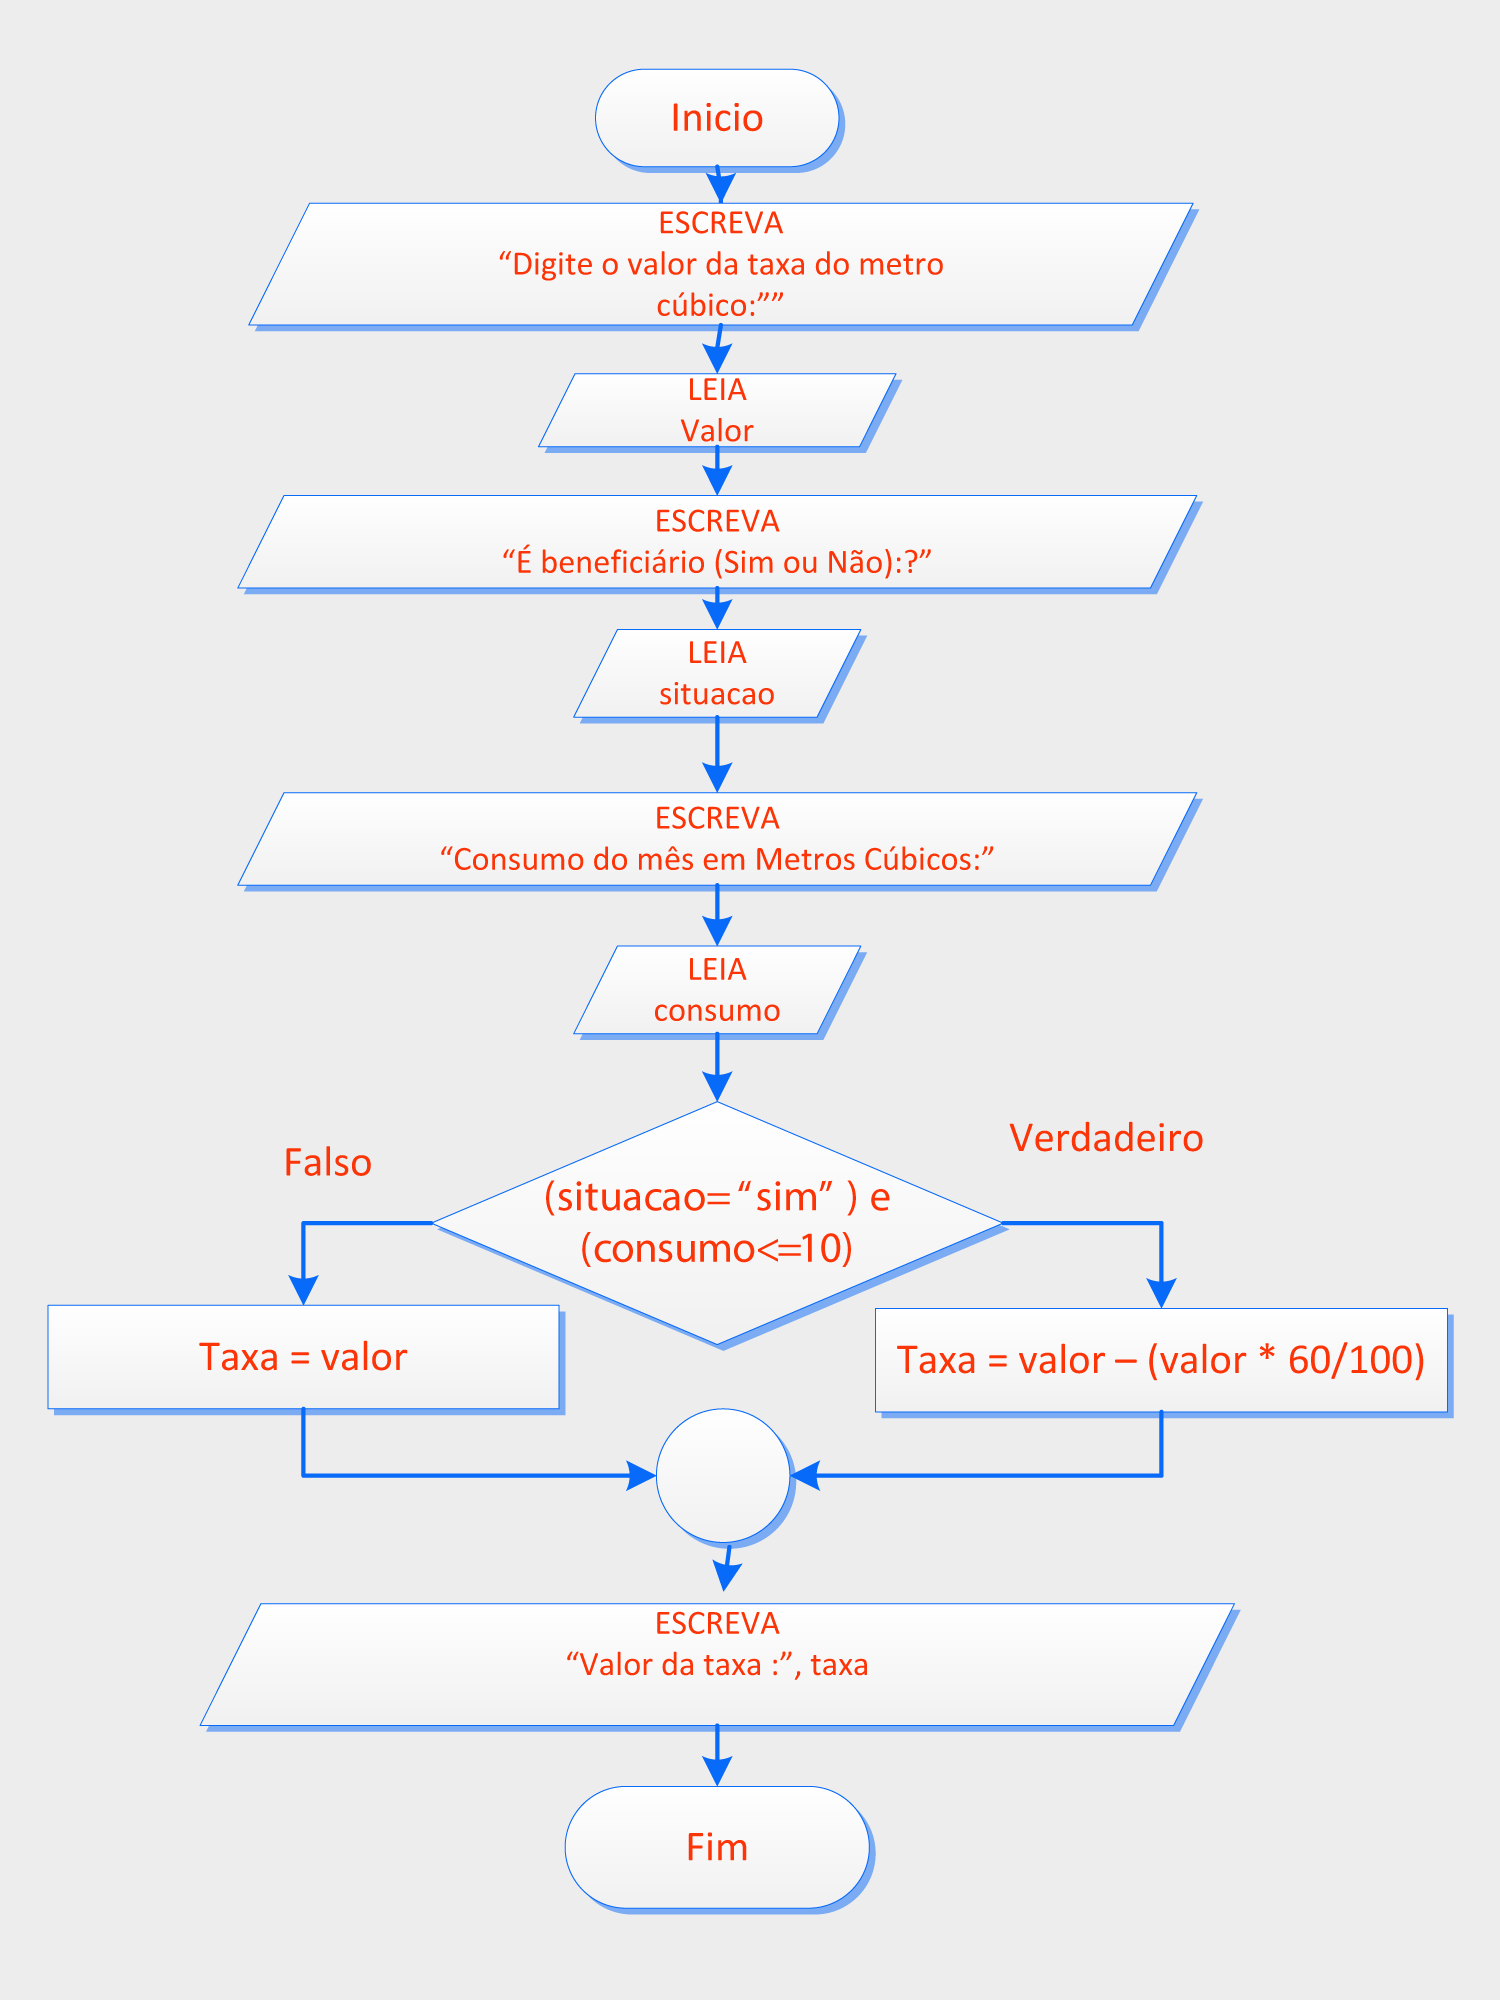 Inicio
ESCREVA
“Digite o valor da taxa do metro
cúbico:””
LEIA
Valor
ESCREVA
“É beneficiário (Sim ou Não):?”
LEIA
situacao
ESCREVA
“Consumo do mês em Metros Cúbicos:”
LEIA
consumo
Falso
Verdadeiro
(situacao= “sim” ) e
(consumo<=10)
Taxa = valor
Taxa = valor – (valor * 60/100)
ESCREVA
“Valor da taxa :”, taxa
Fim